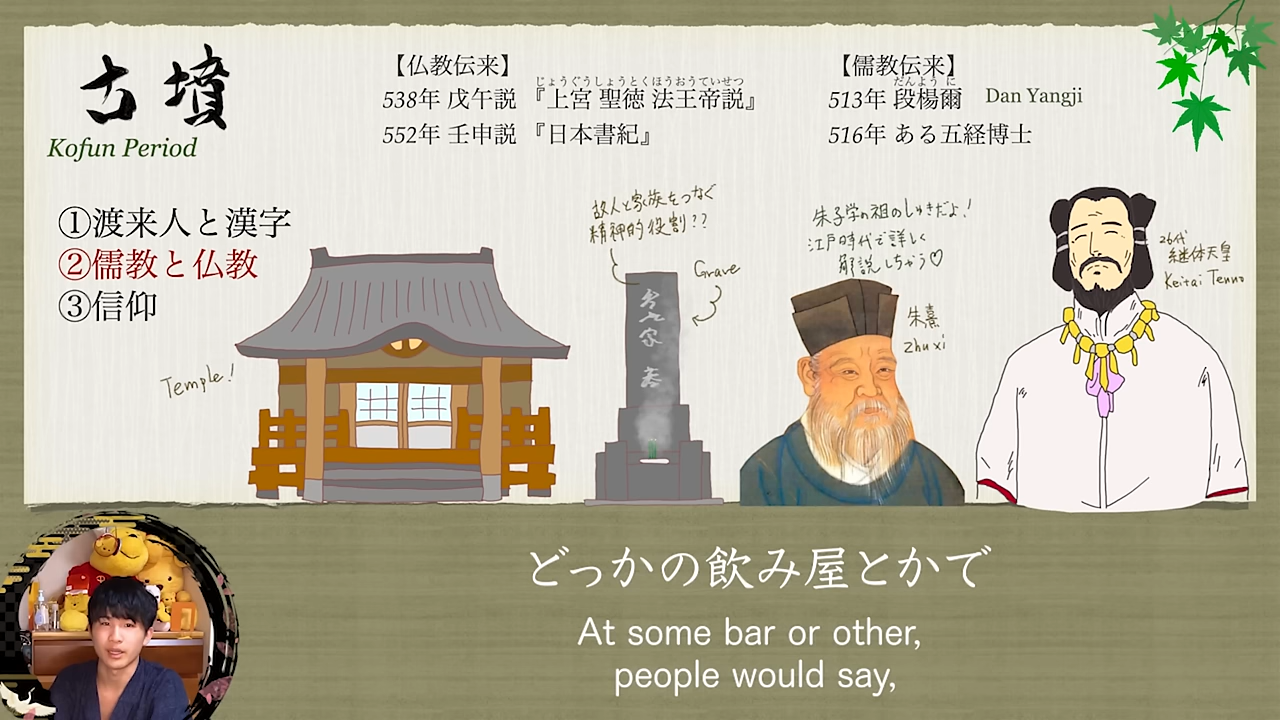 古墳
Kofun Period
【仏教伝来】
じょうぐうしょうとくほうおうていせつ
538年 戊午説 『上宮 聖徳 法王帝説』
552年 壬申説 『日本書紀』
【儒教伝来】
だんように
513年 段楊爾 Dan Yangji
516年 ある五経博士
①渡来人と漢字
②儒教と仏教
③信仰
故人と家族をつなぐ
精神的役割??
Grave
Temple!
朱子学の祖のしゅきだよ!
江戸時代で詳しく
解説しちゃう♡
朱熹
Zhu xi
26代
継体天皇
Keitai Tenno
どっかの飲み屋とかで
At some bar or other,
people would say,